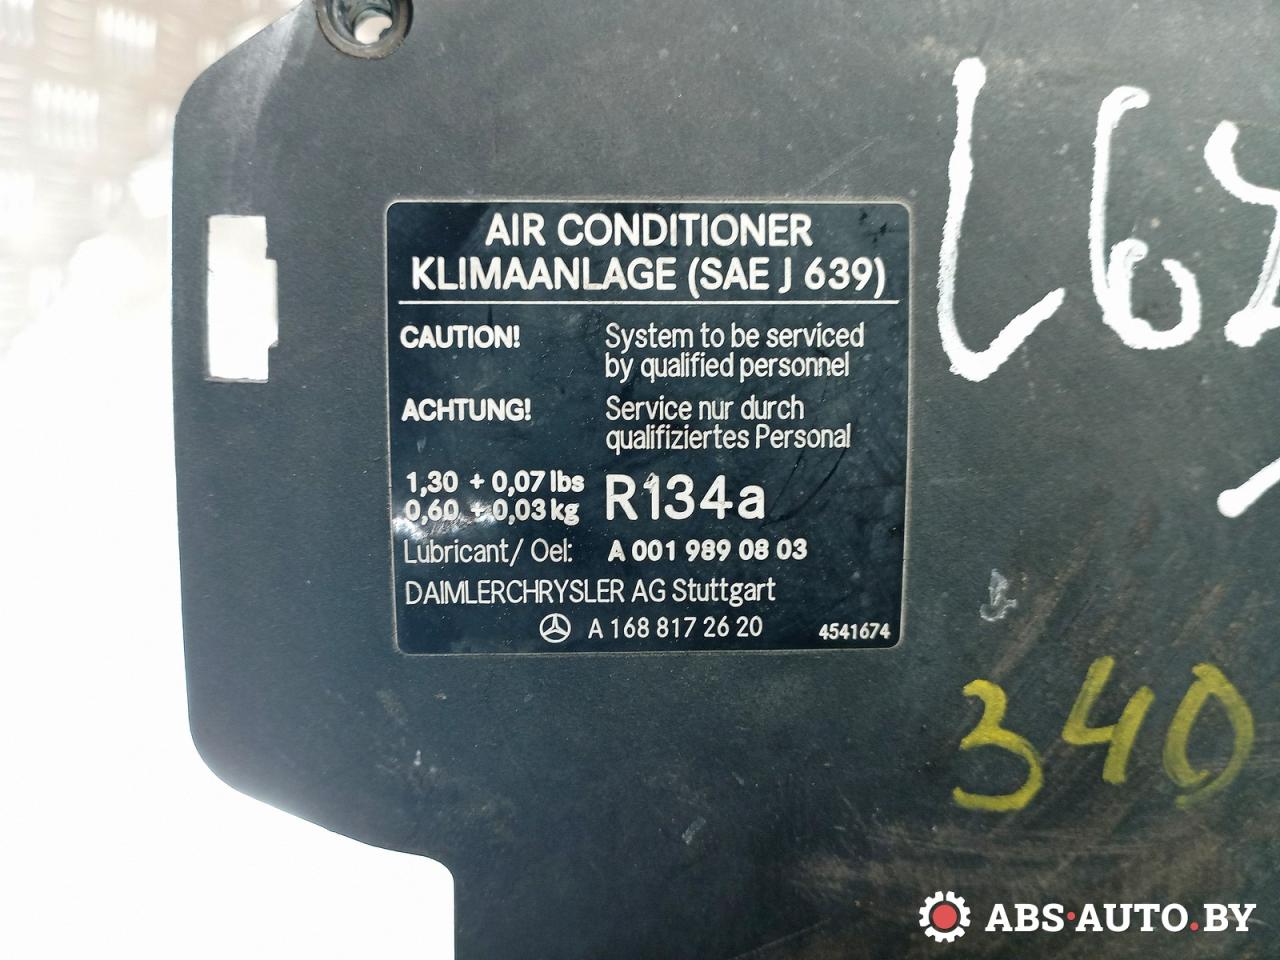 AIR CONDITIONER
KLIMAANLAGE (SAE J 639)
CAUTION! System to be serviced
by qualified personnel
ACHTUNG! Service nur durch
qualifiziertes Personal
1,30 + 0,07 lbs
0,60 + 0,03 kg R134a
Lubricant/ Oel: A 001 989 08 03
DAIMLERCHRYSLER AG Stuttgart
A 168 817 26 20 4541674
340
ABS·AUTO.BY